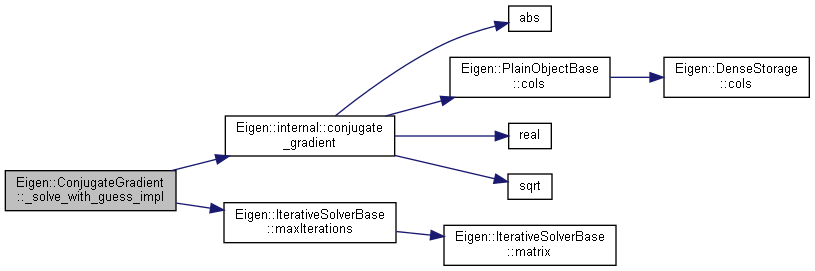 abs
Eigen::PlainObjectBase
::cols
Eigen::DenseStorage
::cols
Eigen::internal::conjugate
_gradient
real
sqrt
Eigen::ConjugateGradient
::_solve_with_guess_impl
Eigen::IterativeSolverBase
::maxIterations
Eigen::IterativeSolverBase
::matrix